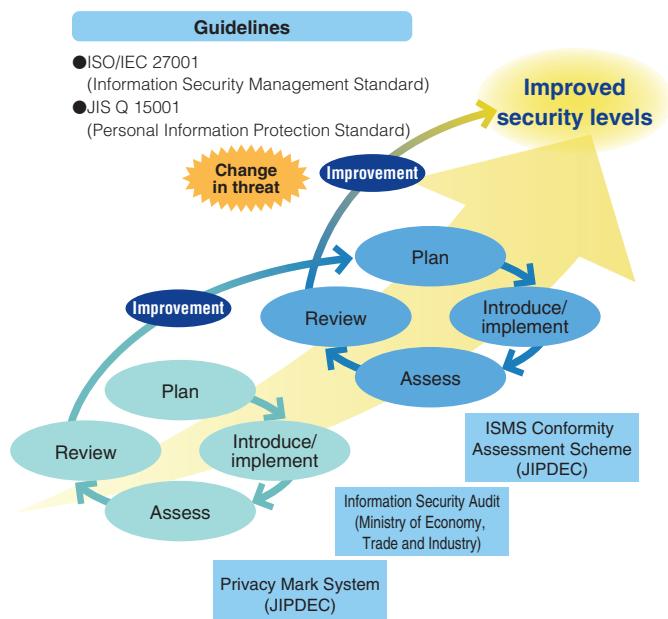 Guidelines
●ISO/IEC 27001
(Information Security Management Standard)
●JIS Q 15001
(Personal Information Protection Standard)
Improved
security levels
Change
in threat
Improvement
Plan
Introduce/
implement
Assess
Review
Improvement
Plan
Introduce/
implement
Assess
Review
ISMS Conformity
Assessment Scheme
(JIPDEC)
Information Security Audit
(Ministry of Economy,
Trade and Industry)
Privacy Mark System
(JIPDEC)